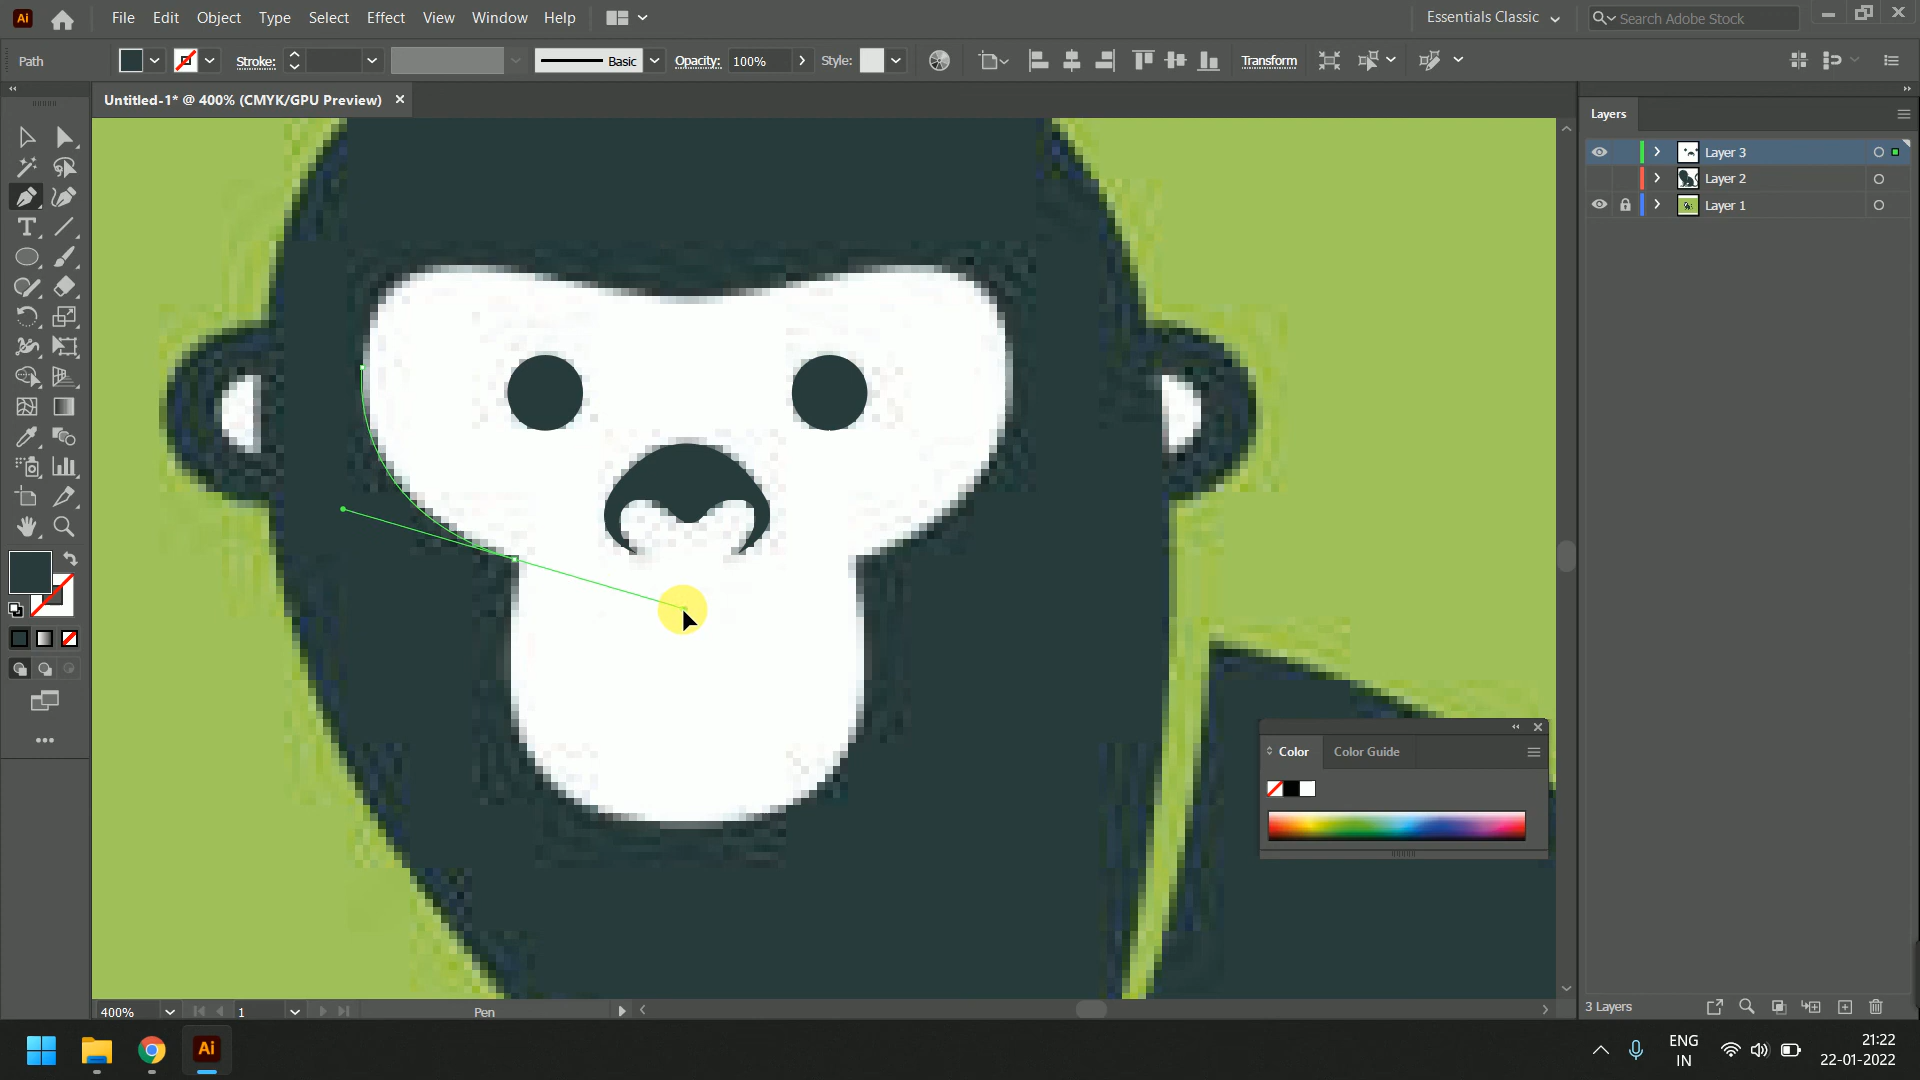 Ai File Edit Object Type Select Effect View Window Help Essentials Classic Search Adobe Stock
Path Stroke: Basic Opacity: 100% Style: Transform
Untitled-1* @ 400% (CMYK/GPU Preview)
Layers
Layer 3
Layer 2
Layer 1
Color Color Guide
400% 1 Pen 3 Layers
Ai ENG IN 21:22 22-01-2022